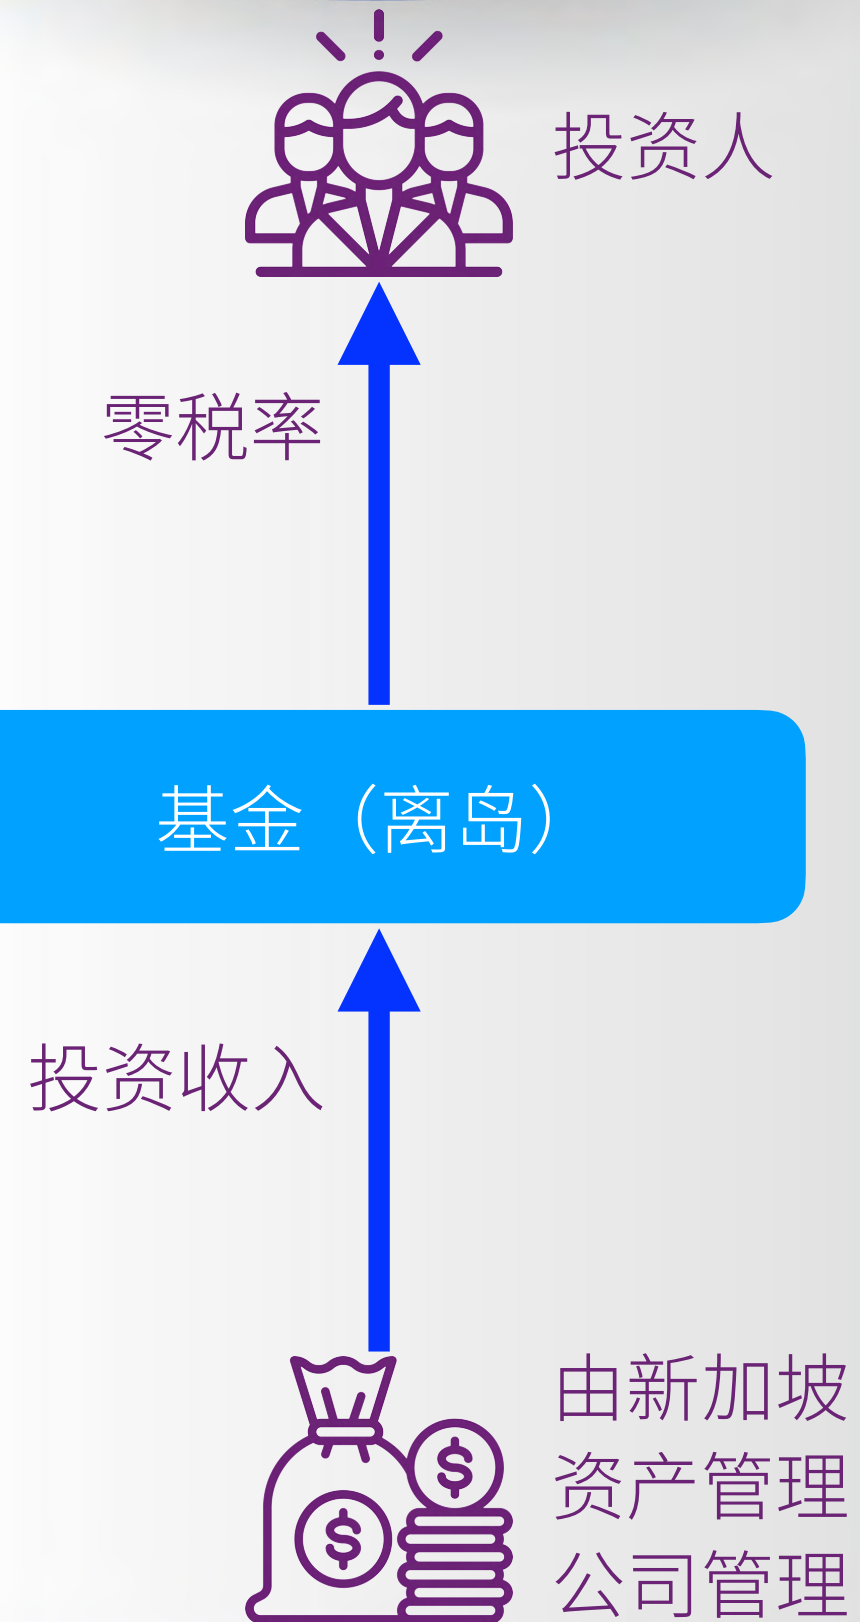 投资人
零税率
基金（离岛）
投资收入
由新加坡
资产管理
公司管理